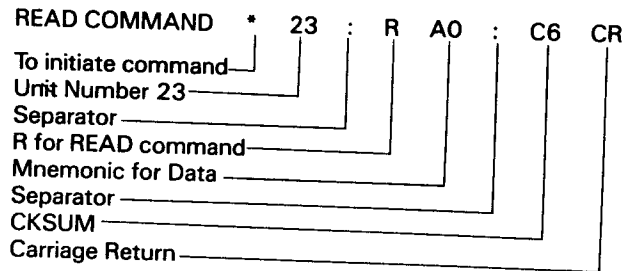 READ COMMAND * 23 : R A0 : C6 CR
To initiate command
Unit Number 23
Separator
R for READ command
Mnemonic for Data
Separator
CKSUM
Carriage Return